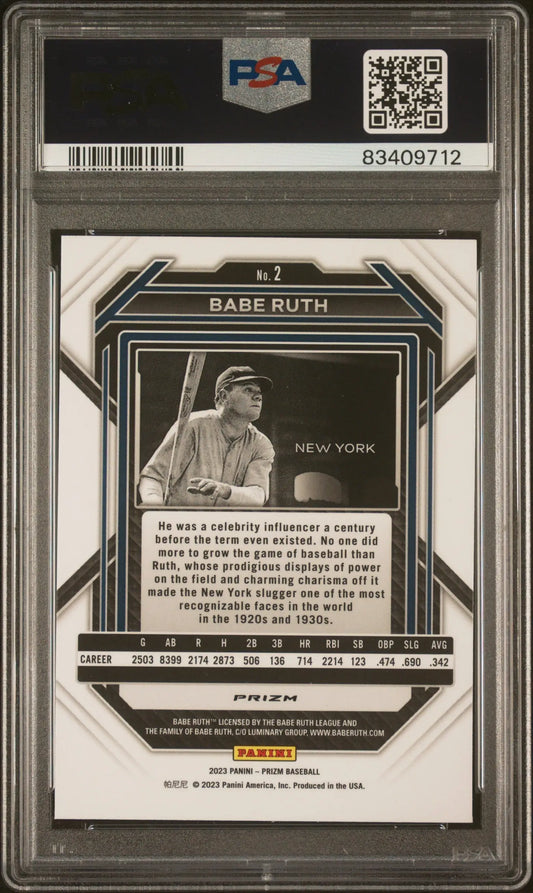 PSA
83409712
No. 2
BABE RUTH
NEW YORK
He was a celebrity influencer a century
before the term even existed. No one did
more to grow the game of baseball than
Ruth, whose prodigious displays of power
on the field and charming charisma off it
made the New York slugger one of the most
recognizable faces in the world
in the 1920s and 1930s.
G AB R H 2B 3B HR RBI SB OBP SLG AVG
CAREER 2503 8399 2174 2873 506 136 714 2214 123 .474 .690 .342
PRIZM
BABE RUTH™ LICENSED BY THE BABE RUTH LEAGUE AND
THE FAMILY OF BABE RUTH, C/O LUMINARY GROUP, WWW.BABERUTH.COM
PANINI
2023 PANINI – PRIZM BASEBALL
帕尼尼 © 2023 Panini America, Inc. Produced in the USA.